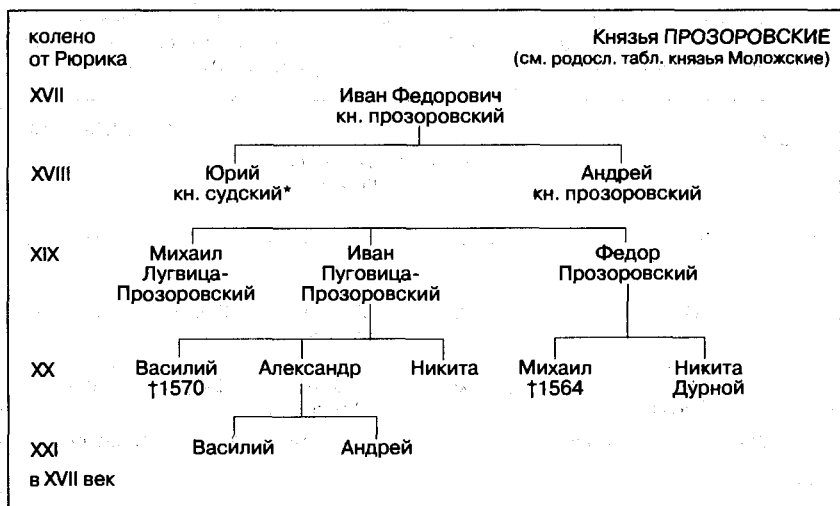 колено Князья ПРОЗОРОВСКИЕ
от Рюрика (см. родосл. табл. князья Моложские)
XVII Иван Федорович
кн. прозоровский
XVIII Юрий Андрей
кн. судский* кн. прозоровский
XIX Михаил Иван Федор
Лугвица- Пуговица- Прозоровский
Прозоровский Прозоровский
XX Василий Александр Никита Михаил Никита
†1570 †1564 Дурной
XXI Василий Андрей
в XVII век